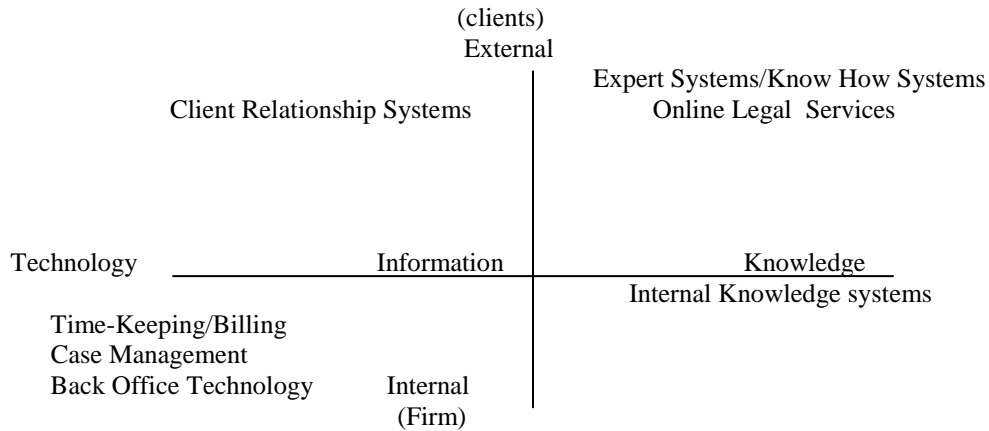 (clients)
External
Expert Systems/Know How Systems
Client Relationship Systems
Online Legal Services
Technology
Information
Knowledge
Internal Knowledge systems
Time-Keeping/Billing
Case Management
Back Office Technology
Internal
(Firm)